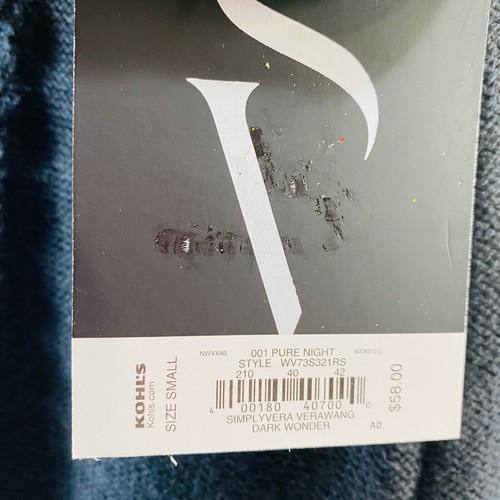 NWVX4B 001 PURE NIGHT
STYLE WV73S321RS
210 40 42
4 00180 40700 0
SIMPLYVERA VERAWANG
DARK WONDER
AD
$58.00
KOHL'S
Kohls.com
SIZE SMALL